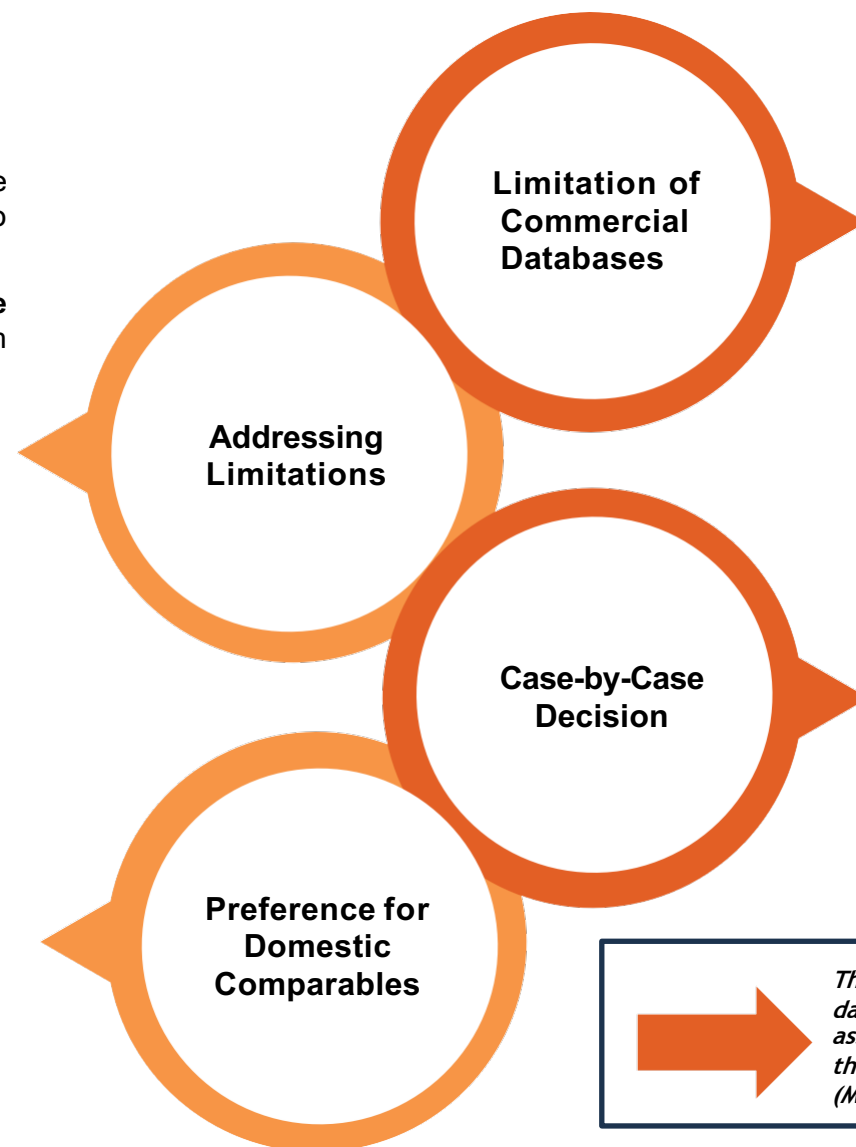 Limitation of
Commercial
Databases
Addressing
Limitations
Case-by-Case
Decision
Preference for
Domestic
Comparables